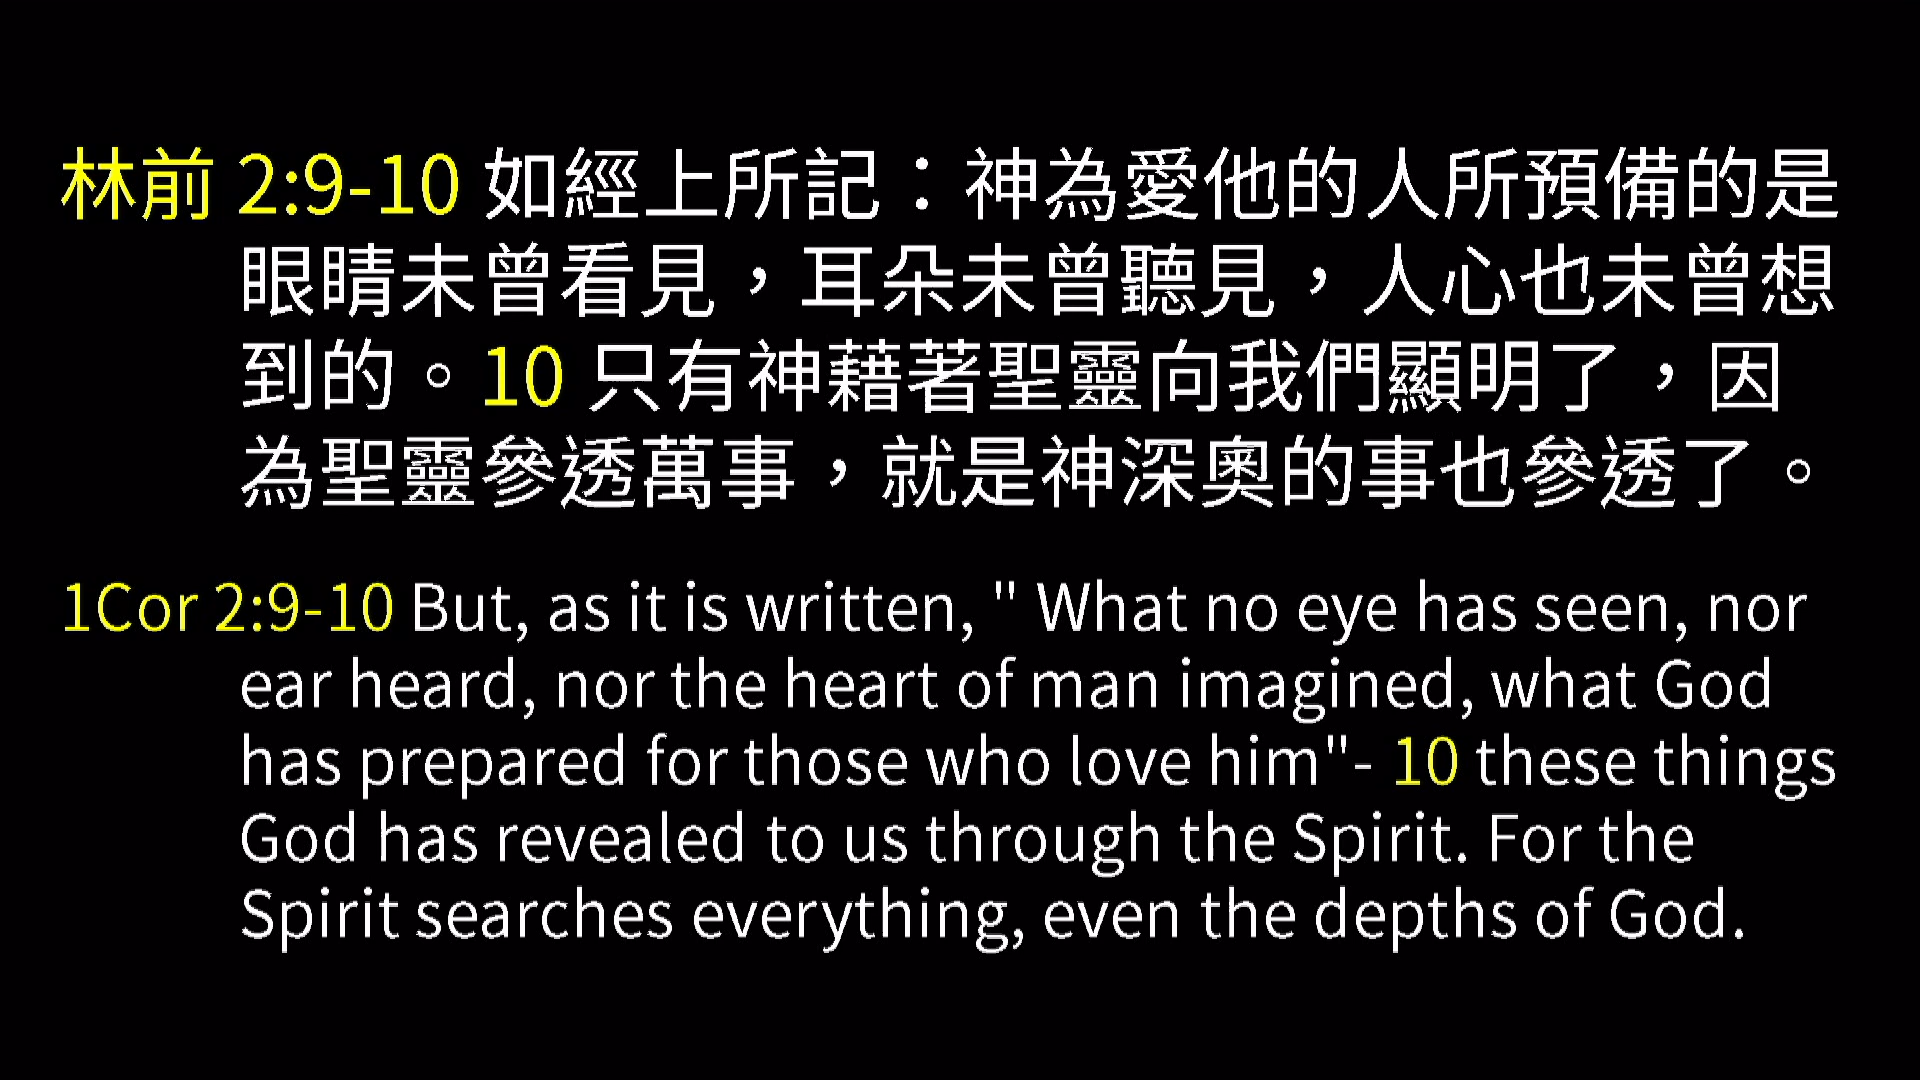 林前 2:9-10 如經上所記：神為愛他的人所預備的是
眼睛未曾看見，耳朵未曾聽見，人心也未曾想
到的。10 只有神藉著聖靈向我們顯明了，因
為聖靈參透萬事，就是神深奧的事也參透了。
1Cor 2:9-10 But, as it is written, " What no eye has seen, nor
ear heard, nor the heart of man imagined, what God
has prepared for those who love him"- 10 these things
God has revealed to us through the Spirit. For the
Spirit searches everything, even the depths of God.